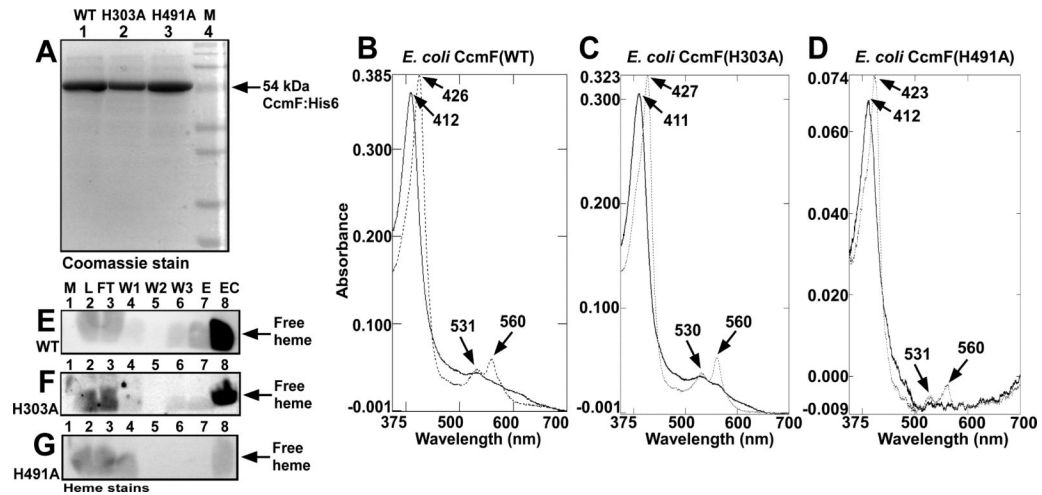 WT H303A H491A M
1 2 3 4
A
54 kDa
CcmF:His6
Coomassie stain
M L FT W1 W2 W3 E EC
1 2 3 4 5 6 7 8
E
WT
Free
heme
1 2 3 4 5 6 7 8
F
H303A
Free
heme
1 2 3 4 5 6 7 8
G
H491A
Free
heme
Heme stains
B
E. coli CcmF(WT)
0.385
0.300
0.200
0.100
-0.001
Absorbance
426
412
531
560
375 500 600 700
Wavelength (nm)
C
E. coli CcmF(H303A)
0.323
0.300
0.200
0.100
-0.001
427
411
530
560
375 500 600 700
Wavelength (nm)
D
E. coli CcmF(H491A)
0.074
0.060
0.040
0.020
0.000
-0.009
423
412
531
560
375 500 600 700
Wavelength (nm)